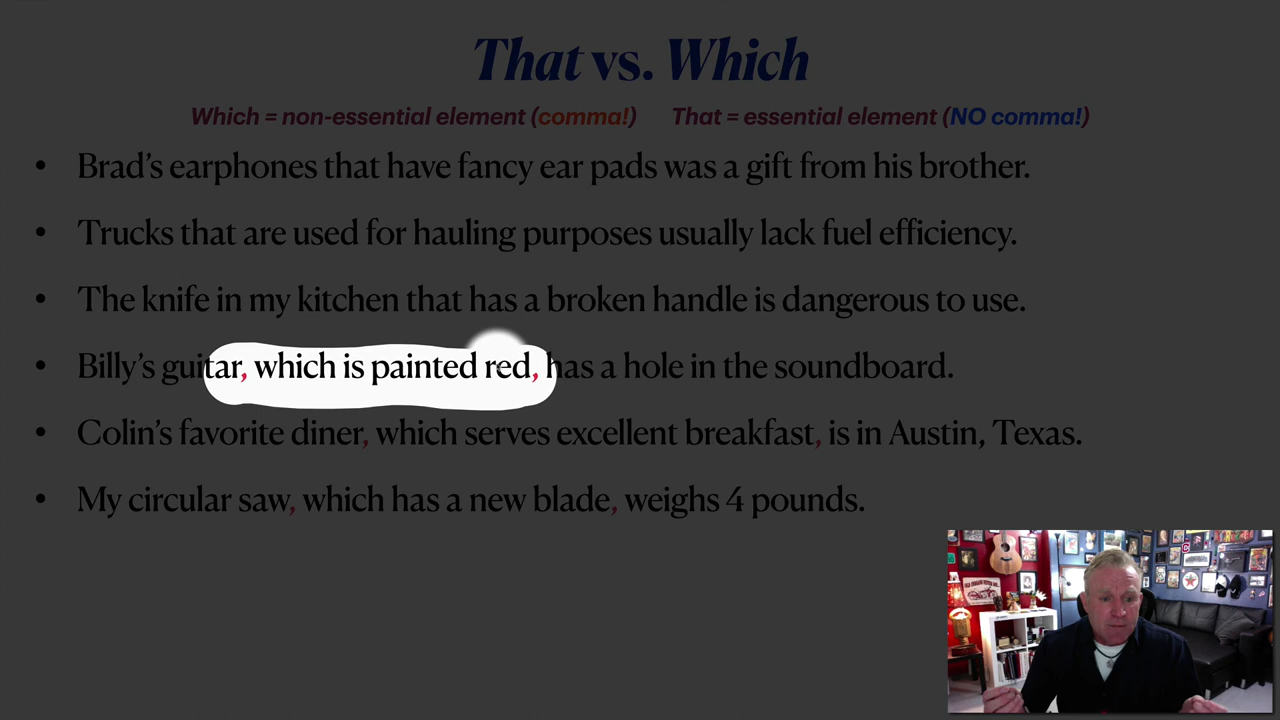 That vs. Which
Which = non-essential element (comma!) That = essential element (NO comma!)
• Brad’s earphones that have fancy ear pads was a gift from his brother.
• Trucks that are used for hauling purposes usually lack fuel efficiency.
• The knife in my kitchen that has a broken handle is dangerous to use.
• Billy’s guitar, which is painted red, has a hole in the soundboard.
• Colin’s favorite diner, which serves excellent breakfast, is in Austin, Texas.
• My circular saw, which has a new blade, weighs 4 pounds.